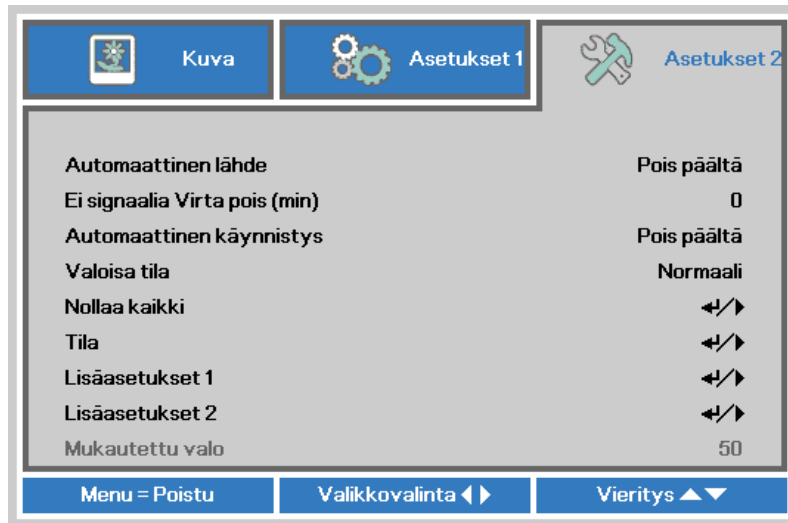 Kuva Asetukset 1 Asetukset 2
Automaattinen lähde Pois päältä
Ei signaalia Virta pois (min) 0
Automaattinen käynnistys Pois päältä
Valoisa tila Normaali
Nollaa kaikki ↵/▶
Tila ↵/▶
Lisäasetukset 1 ↵/▶
Lisäasetukset 2 ↵/▶
Mukautettu valo 50
Menu = Poistu Valikkovalinta ◀▶ Vieritys ▲▼